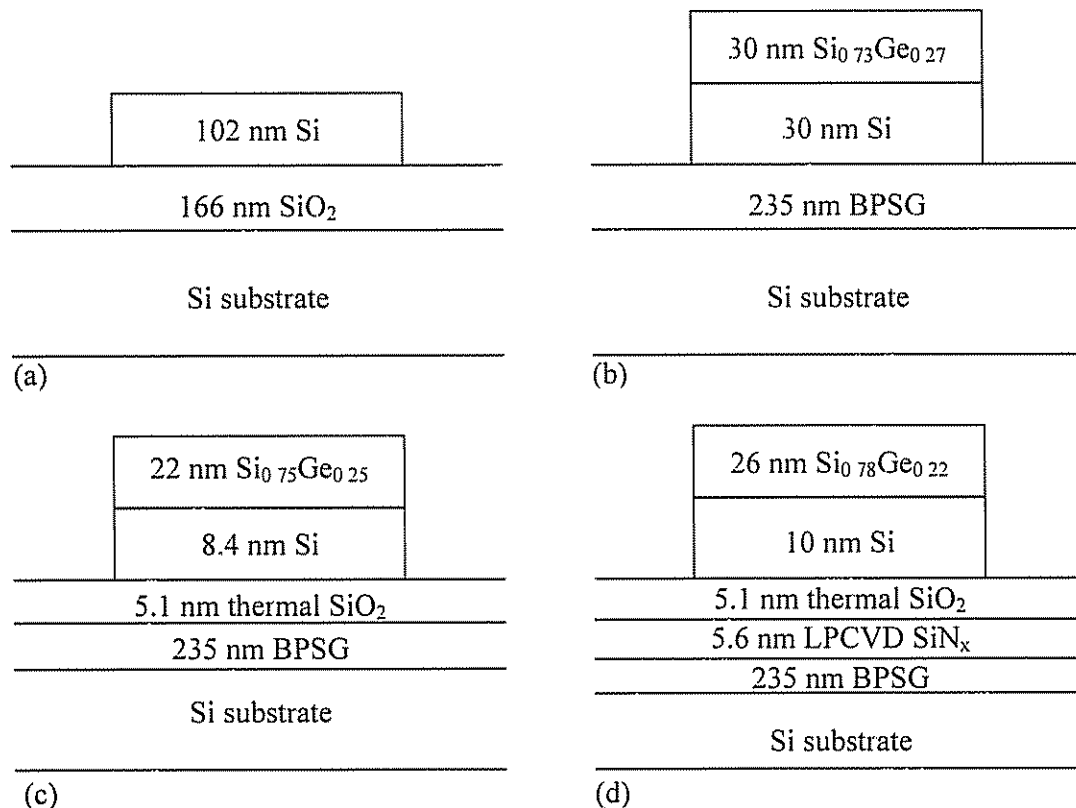 102 nm Si
166 nm SiO₂
Si substrate
(a)
30 nm Si₀ ₇₃Ge₀ ₂₇
30 nm Si
235 nm BPSG
Si substrate
(b)
22 nm Si₀ ₇₅Ge₀ ₂₅
8.4 nm Si
5.1 nm thermal SiO₂
235 nm BPSG
Si substrate
(c)
26 nm Si₀ ₇₈Ge₀ ₂₂
10 nm Si
5.1 nm thermal SiO₂
5.6 nm LPCVD SiNₓ
235 nm BPSG
Si substrate
(d)